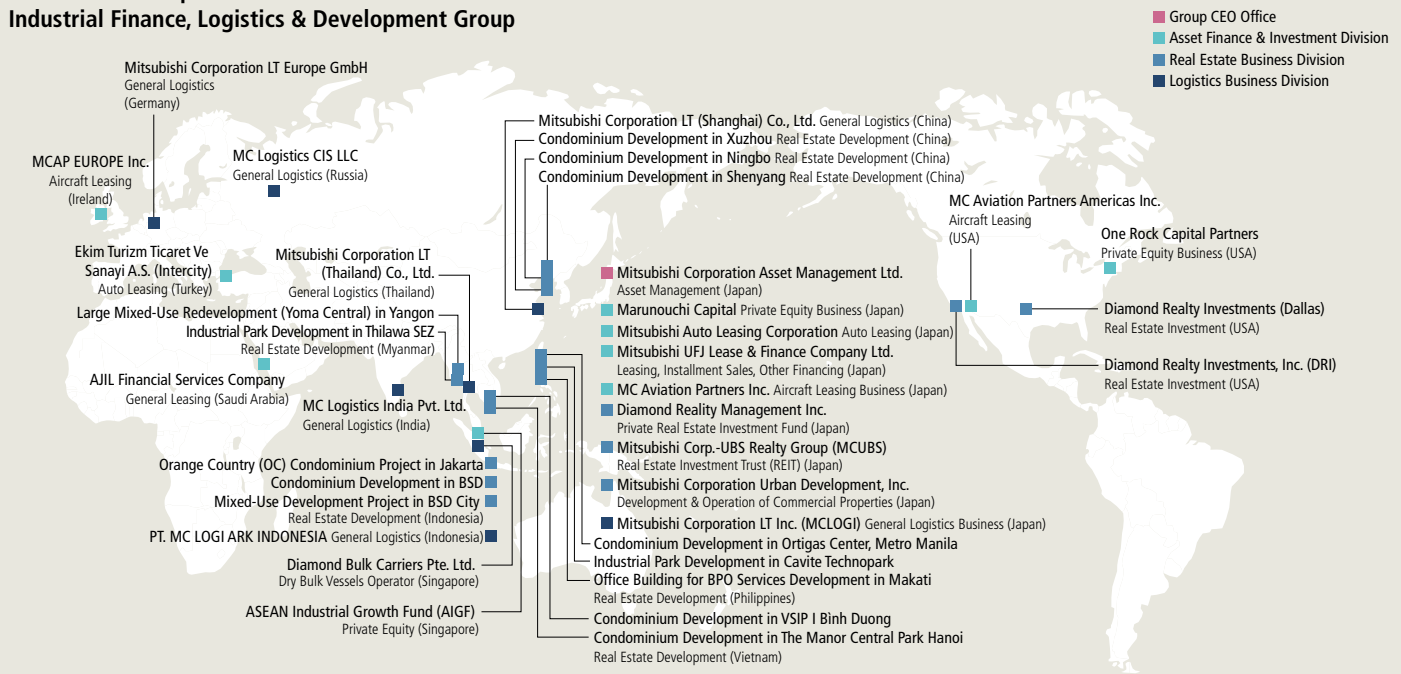 Industrial Finance, Logistics & Development Group
Group CEO Office
Asset Finance & Investment Division
Real Estate Business Division
Logistics Business Division
Mitsubishi Corporation LT Europe GmbH
General Logistics
(Germany)
MCAP EUROPE Inc.
Aircraft Leasing
(Ireland)
MC Logistics CIS LLC
General Logistics (Russia)
Ekim Turizm Ticaret Ve
Sanayi A.S. (Intercity)
Auto Leasing (Turkey)
Mitsubishi Corporation LT
(Thailand) Co., Ltd.
General Logistics (Thailand)
Large Mixed-Use Redevelopment (Yoma Central) in Yangon
Industrial Park Development in Thilawa SEZ
Real Estate Development (Myanmar)
AJIL Financial Services Company
General Leasing (Saudi Arabia)
MC Logistics India Pvt. Ltd.
General Logistics (India)
Orange Country (OC) Condominium Project in Jakarta
Condominium Development in BSD
Mixed-Use Development Project in BSD City
Real Estate Development (Indonesia)
PT. MC LOGI ARK INDONESIA General Logistics (Indonesia)
Diamond Bulk Carriers Pte. Ltd.
Dry Bulk Vessels Operator (Singapore)
ASEAN Industrial Growth Fund (AIGF)
Private Equity (Singapore)
Mitsubishi Corporation LT (Shanghai) Co., Ltd. General Logistics (China)
Condominium Development in Xuzhou Real Estate Development (China)
Condominium Development in Ningbo Real Estate Development (China)
Condominium Development in Shenyang Real Estate Development (China)
Mitsubishi Corporation Asset Management Ltd.
Asset Management (Japan)
Marunouchi Capital Private Equity Business (Japan)
Mitsubishi Auto Leasing Corporation Auto Leasing (Japan)
Mitsubishi UFJ Lease & Finance Company Ltd.
Leasing, Installment Sales, Other Financing (Japan)
MC Aviation Partners Inc. Aircraft Leasing Business (Japan)
Diamond Reality Management Inc.
Private Real Estate Investment Fund (Japan)
Mitsubishi Corp.-UBS Realty Group (MCUBS)
Real Estate Investment Trust (REIT) (Japan)
Mitsubishi Corporation Urban Development, Inc.
Development & Operation of Commercial Properties (Japan)
Mitsubishi Corporation LT Inc. (MCLOGI) General Logistics Business (Japan)
Condominium Development in Ortigas Center, Metro Manila
Industrial Park Development in Cavite Technopark
Office Building for BPO Services Development in Makati
Real Estate Development (Philippines)
Condominium Development in VSIP I Bình Duong
Condominium Development in The Manor Central Park Hanoi
Real Estate Development (Vietnam)
MC Aviation Partners Americas Inc.
Aircraft Leasing
(USA)
One Rock Capital Partners
Private Equity Business (USA)
Diamond Realty Investments (Dallas)
Real Estate Investment (USA)
Diamond Realty Investments, Inc. (DRI)
Real Estate Investment (USA)